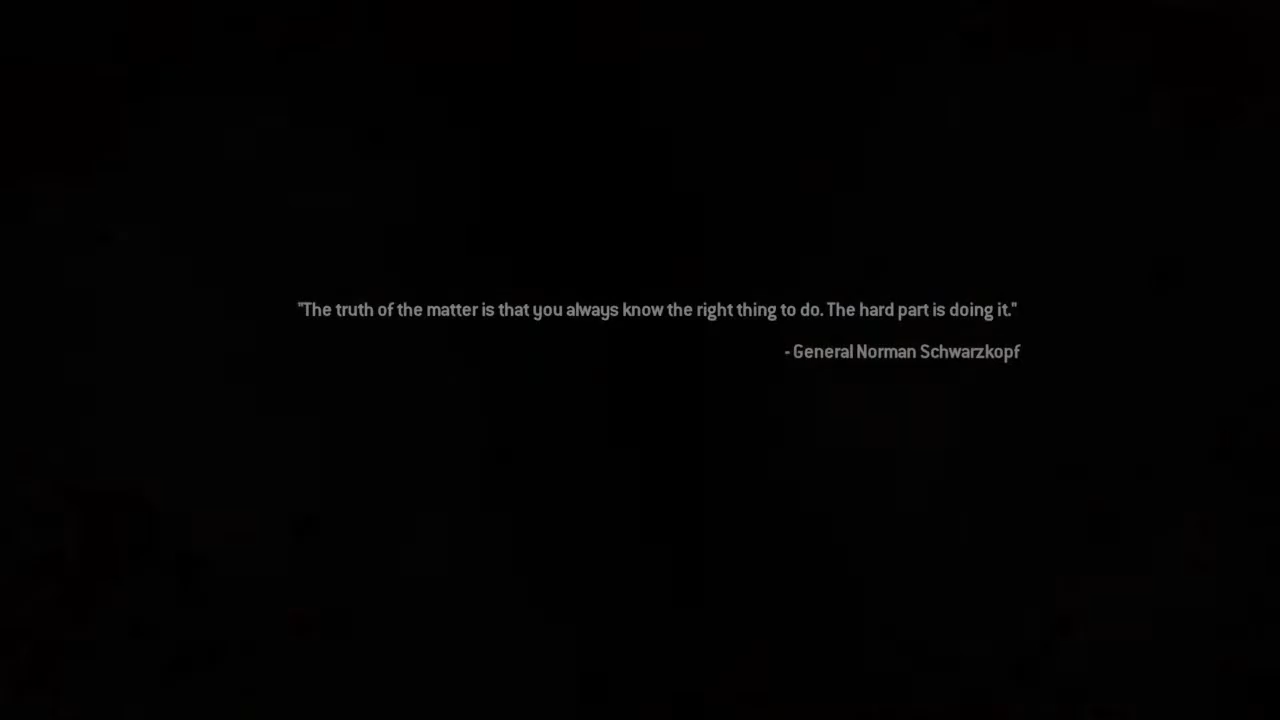 "The truth of the matter is that you always know the right thing to do. The hard part is doing it."
- General Norman Schwarzkopf